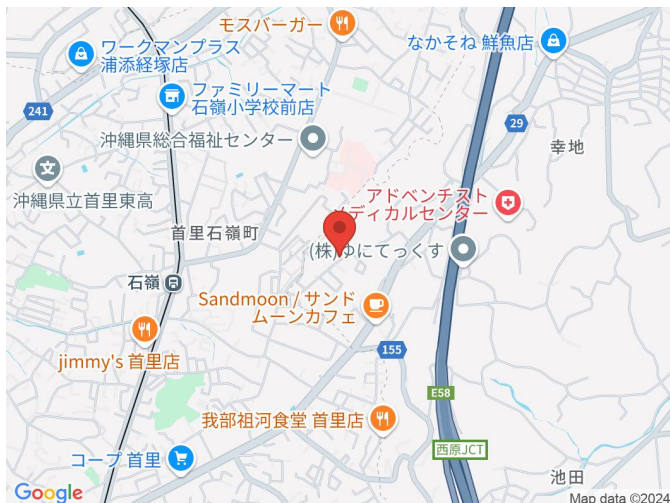 モスバーガー
ワークマンプラス
浦添経塚店
なかそね 鮮魚店
ファミリーマート
石嶺小学校前店
241
29
沖縄県総合福祉センター
幸地
沖縄県立首里東高
アドベンチスト
メディカルセンター
首里石嶺町
(株)ゆにてっくす
石嶺
Sandmoon / サンド
ムーンカフェ
jimmy's 首里店
155
E58
我部祖河食堂 首里店
西原JCT
コープ 首里
池田
Google
Map data ©2024